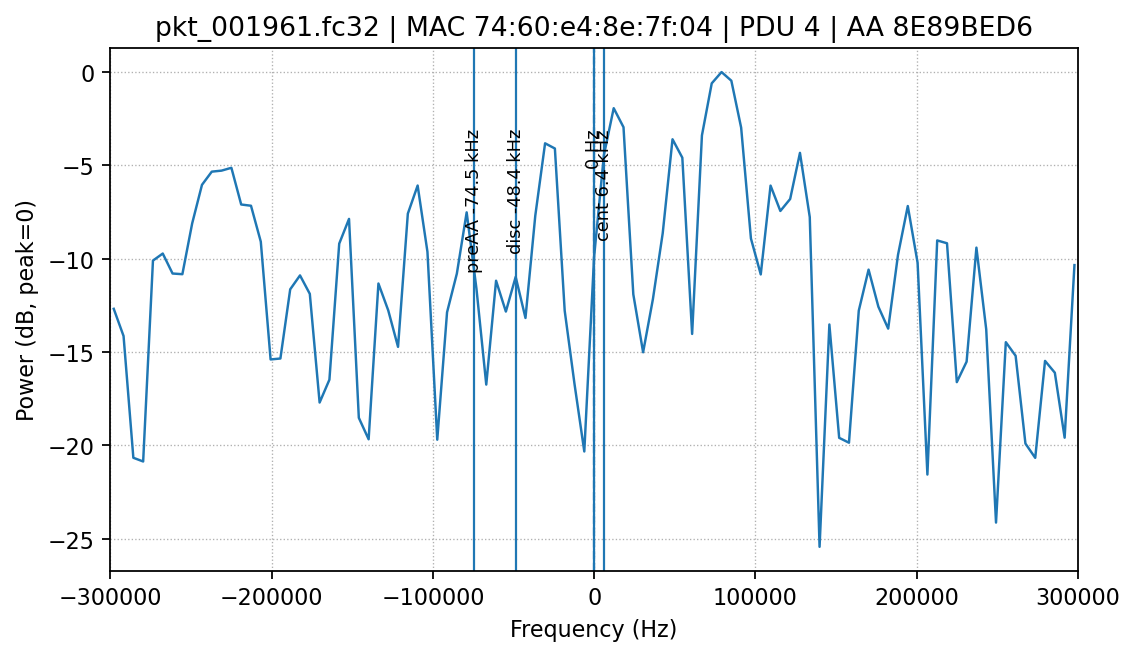 pkt_001961.fc32 | MAC 74:60:e4:8e:7f:04 | PDU 4 | AA 8E89BED6
Power (dB, peak=0)
0
−5
−10
−15
−20
−25
preAA -74.5 kHz
disc -48.4 kHz
0 Hz
cent 6.4 kHz
−300000
−200000
−100000
0
100000
200000
300000
Frequency (Hz)